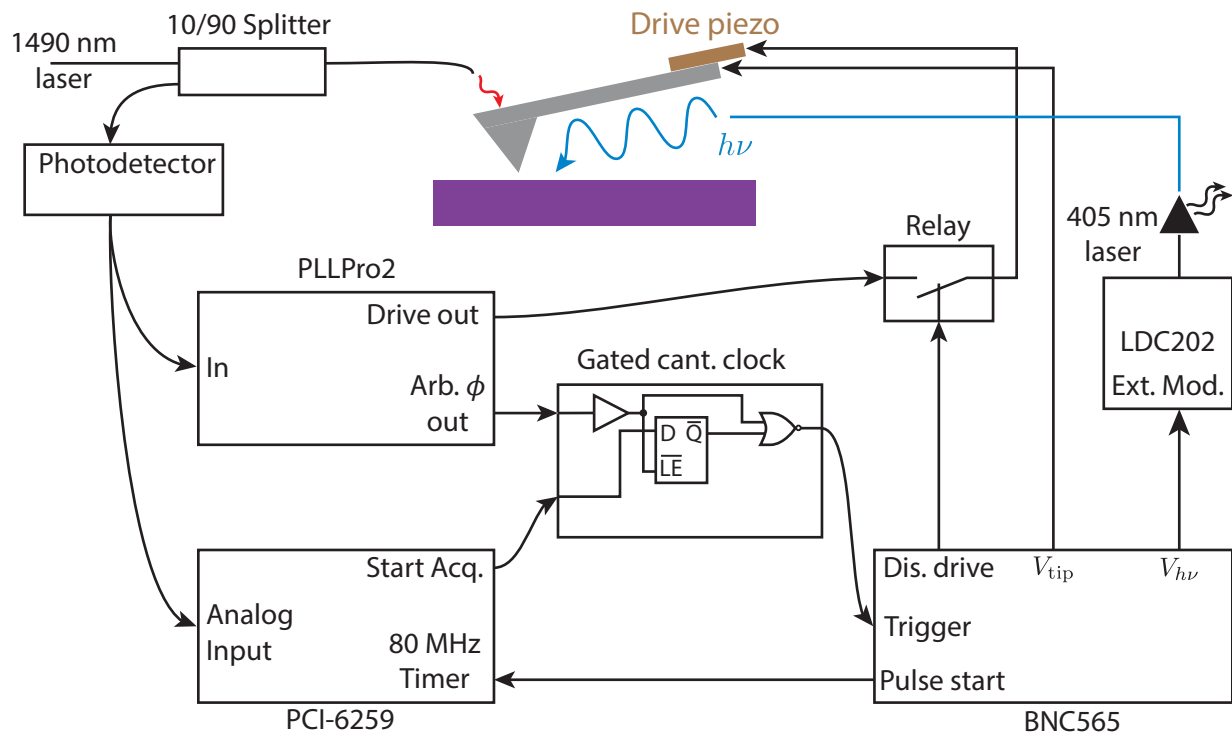 10/90 Splitter
1490 nm
laser
Drive piezo
hν
Photodetector
405 nm
laser
Relay
PLLPro2
Drive out
In
Arb. ϕ
out
LDC202
Ext. Mod.
Gated cant. clock
D Q̅
L̅E̅
Start Acq.
Analog
Input
80 MHz
Timer
PCI-6259
Dis. drive
Vtip
Vhν
Trigger
Pulse start
BNC565